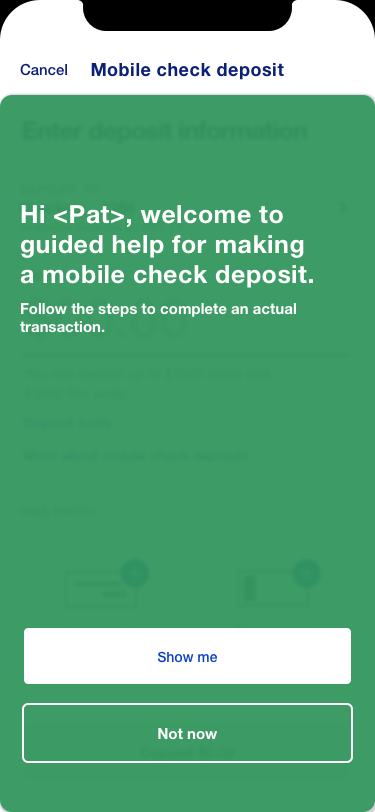 Cancel
Mobile check deposit
Enter deposit information
Hi <Pat>, welcome to
guided help for making
a mobile check deposit.
Follow the steps to complete an actual
transaction.
Show me
Not now